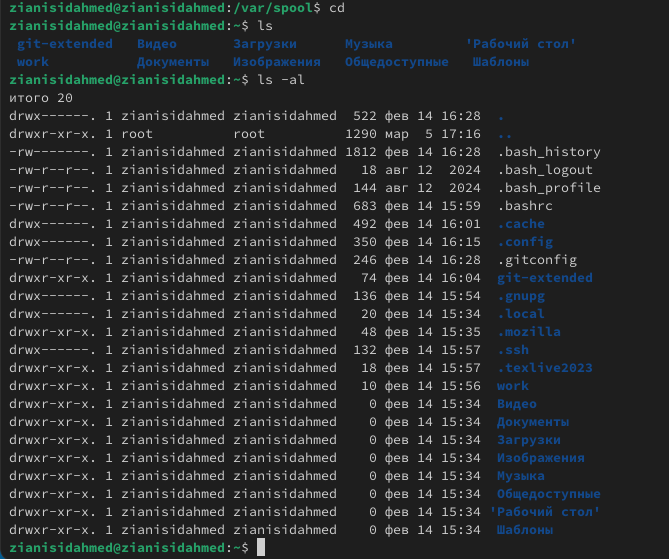 zianisidahmed@zianisidahmed:/var/spool$ cd
zianisidahmed@zianisidahmed:~$ ls
git-extended Видео Загрузки Музыка 'Рабочий стол'
work Документы Изображения Общедоступные Шаблоны
zianisidahmed@zianisidahmed:~$ ls -al
итого 20
drwx------. 1 zianisidahmed zianisidahmed 522 фев 14 16:28 .
drwxr-xr-x. 1 root root 1290 мар 5 17:16 ..
-rw-------. 1 zianisidahmed zianisidahmed 1812 фев 14 16:28 .bash_history
-rw-r--r--. 1 zianisidahmed zianisidahmed 18 авг 12 2024 .bash_logout
-rw-r--r--. 1 zianisidahmed zianisidahmed 144 авг 12 2024 .bash_profile
-rw-r--r--. 1 zianisidahmed zianisidahmed 683 фев 14 15:59 .bashrc
drwx------. 1 zianisidahmed zianisidahmed 492 фев 14 16:01 .cache
drwx------. 1 zianisidahmed zianisidahmed 350 фев 14 16:15 .config
-rw-r--r--. 1 zianisidahmed zianisidahmed 246 фев 14 16:28 .gitconfig
drwxr-xr-x. 1 zianisidahmed zianisidahmed 74 фев 14 16:04 git-extended
drwx------. 1 zianisidahmed zianisidahmed 136 фев 14 15:54 .gnupg
drwx------. 1 zianisidahmed zianisidahmed 20 фев 14 15:34 .local
drwxr-xr-x. 1 zianisidahmed zianisidahmed 48 фев 14 15:35 .mozilla
drwx------. 1 zianisidahmed zianisidahmed 132 фев 14 15:57 .ssh
drwxr-xr-x. 1 zianisidahmed zianisidahmed 18 фев 14 15:57 .texlive2023
drwxr-xr-x. 1 zianisidahmed zianisidahmed 10 фев 14 15:56 work
drwxr-xr-x. 1 zianisidahmed zianisidahmed 0 фев 14 15:34 Видео
drwxr-xr-x. 1 zianisidahmed zianisidahmed 0 фев 14 15:34 Документы
drwxr-xr-x. 1 zianisidahmed zianisidahmed 0 фев 14 15:34 Загрузки
drwxr-xr-x. 1 zianisidahmed zianisidahmed 0 фев 14 15:34 Изображения
drwxr-xr-x. 1 zianisidahmed zianisidahmed 0 фев 14 15:34 Музыка
drwxr-xr-x. 1 zianisidahmed zianisidahmed 0 фев 14 15:34 Общедоступные
drwxr-xr-x. 1 zianisidahmed zianisidahmed 0 фев 14 15:34 'Рабочий стол'
drwxr-xr-x. 1 zianisidahmed zianisidahmed 0 фев 14 15:34 Шаблоны
zianisidahmed@zianisidahmed:~$